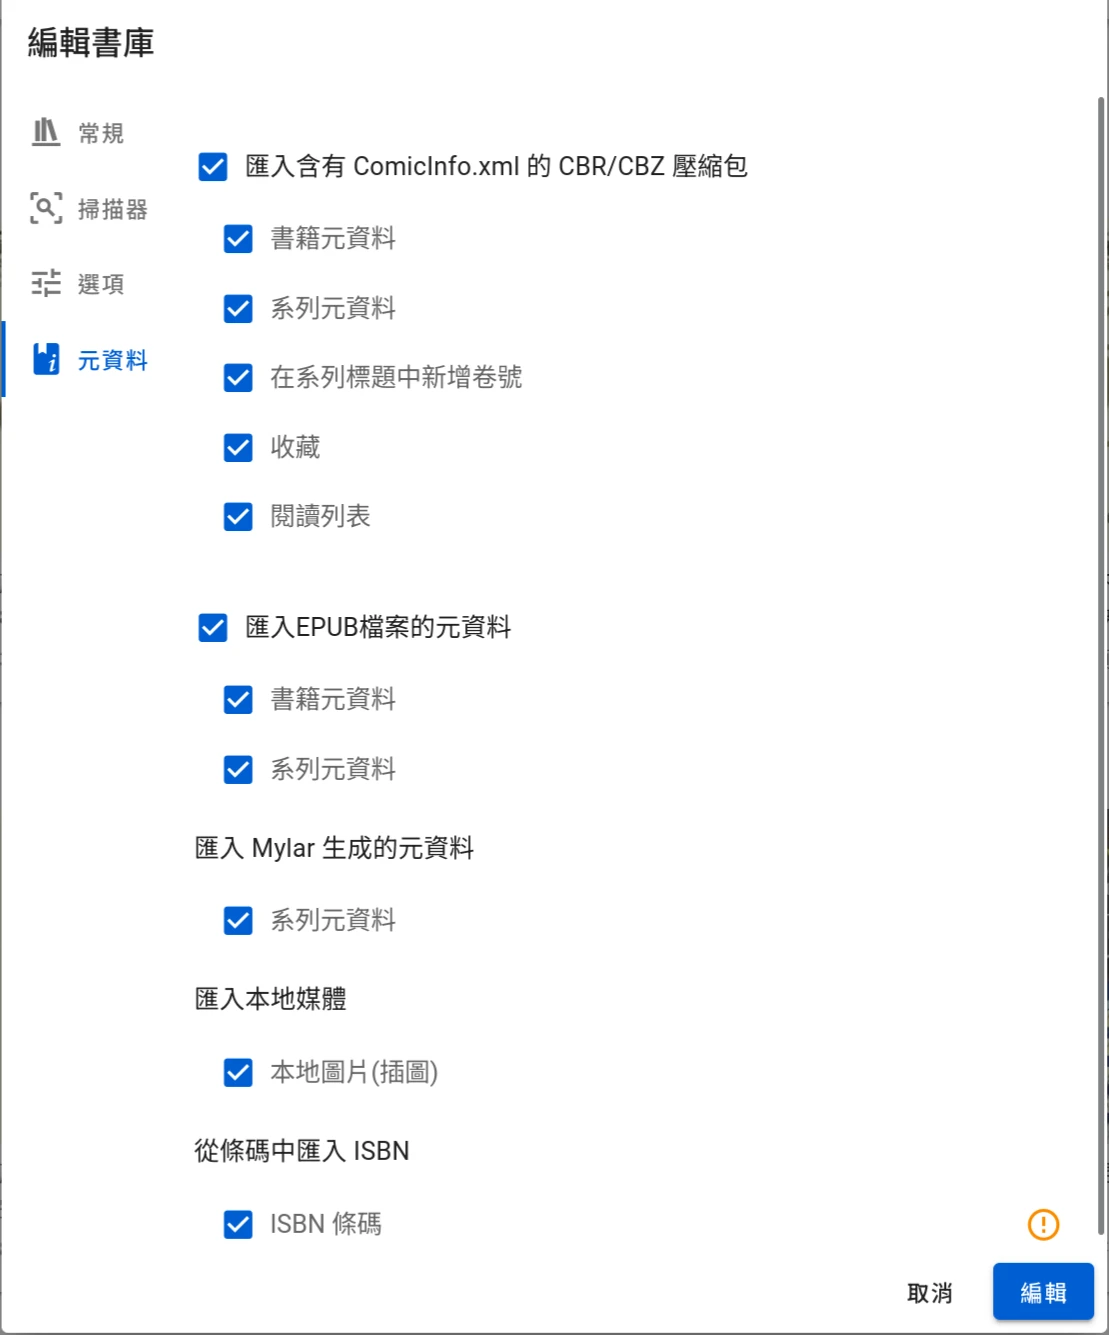 編輯書庫
常規
掃描器
選項
元資料
匯入含有 ComicInfo.xml 的 CBR/CBZ 壓縮包
書籍元資料
系列元資料
在系列標題中新增卷號
收藏
閱讀列表
匯入EPUB檔案的元資料
書籍元資料
系列元資料
匯入 Mylar 生成的元資料
系列元資料
匯入本地媒體
本地圖片(插圖)
從條碼中匯入 ISBN
ISBN 條碼
取消
編輯